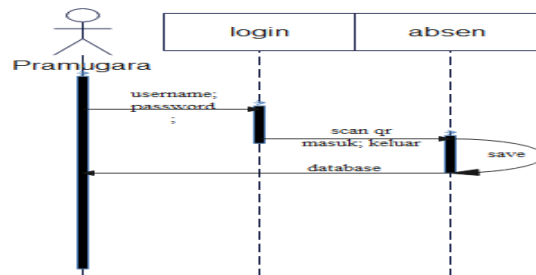 login
absen
Pramugara
username;
password
;
scan qr
masuk; keluar
save
database